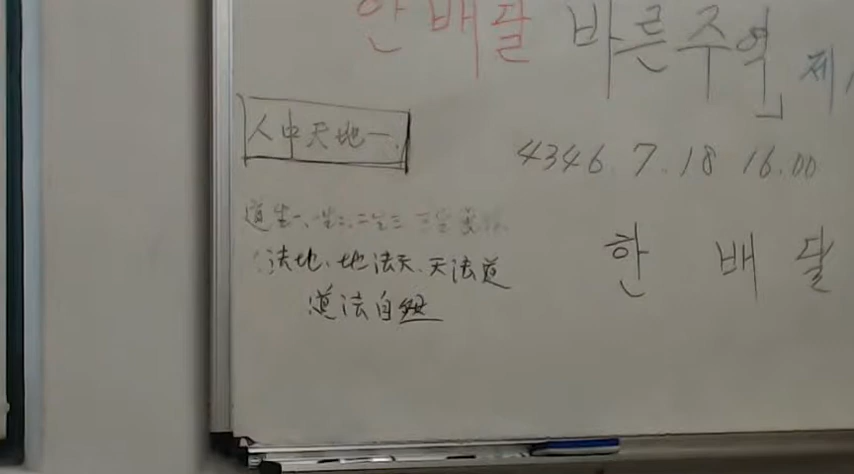 한배달 바른주역」 제
人中天地一
4346. 7. 18 16.00
道生一, 一生二, 二生三 三生萬
法地, 地法天, 天法道
道法自然
한 배 달